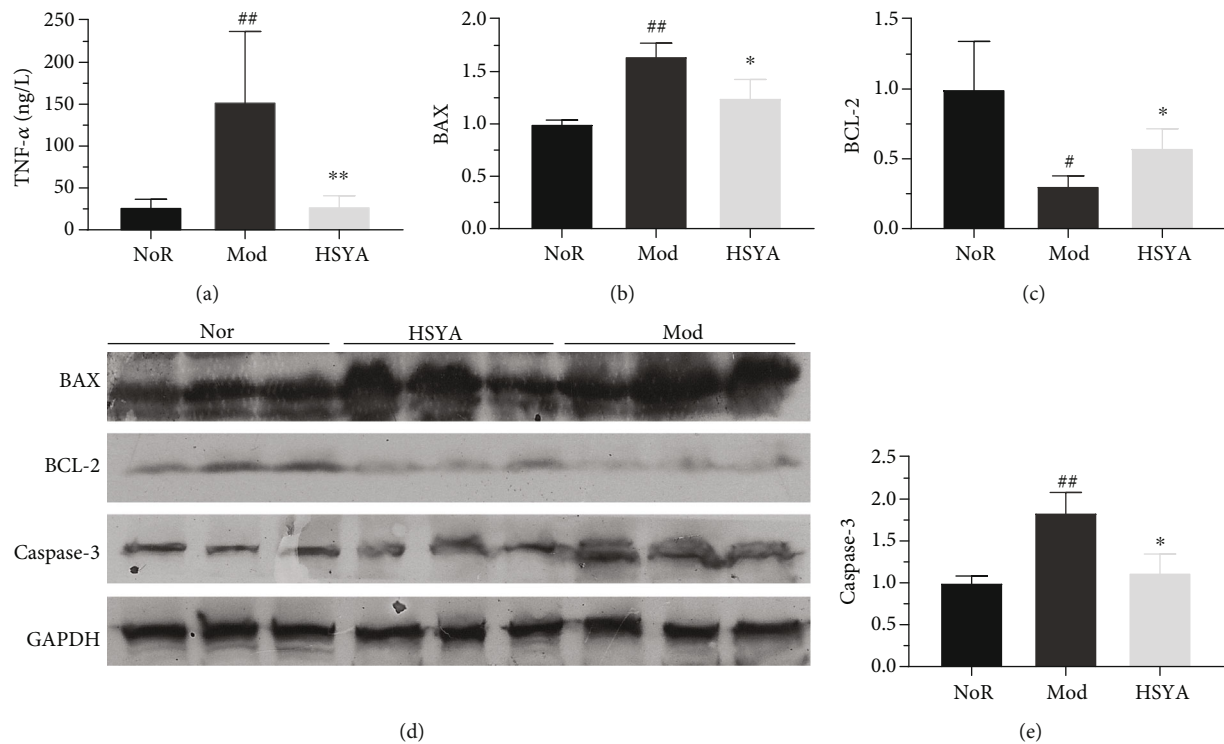 250
200
150
100
50
0
TNF-α (ng/L)
##
**
NoR Mod HSYA
(a)
2.0
1.5
1.0
0.5
0.0
BAX
##
*
NoR Mod HSYA
(b)
1.5
1.0
0.5
0.0
BCL-2
#
*
NoR Mod HSYA
(c)
Nor HSYA Mod
BAX
BCL-2
Caspase-3
GAPDH
(d)
2.5
2.0
1.5
1.0
0.5
0.0
Caspase-3
##
*
NoR Mod HSYA
(e)